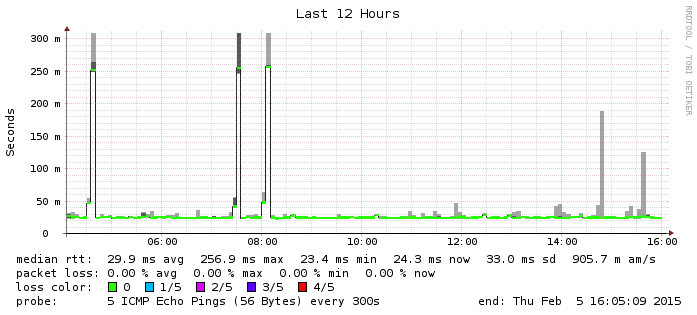 Last 12 Hours
RRDTOOL / TOBI OETIKER
Seconds
300 m
250 m
200 m
150 m
100 m
50 m
0
06:00 08:00 10:00 12:00 14:00 16:00
median rtt: 29.9 ms avg 256.9 ms max 23.4 ms min 24.3 ms now 33.0 ms sd 905.7 m am/s
packet loss: 0.00 % avg 0.00 % max 0.00 % min 0.00 % now
loss color: 0 1/5 2/5 3/5 4/5
probe: 5 ICMP Echo Pings (56 Bytes) every 300s end: Thu Feb 5 16:05:09 2015